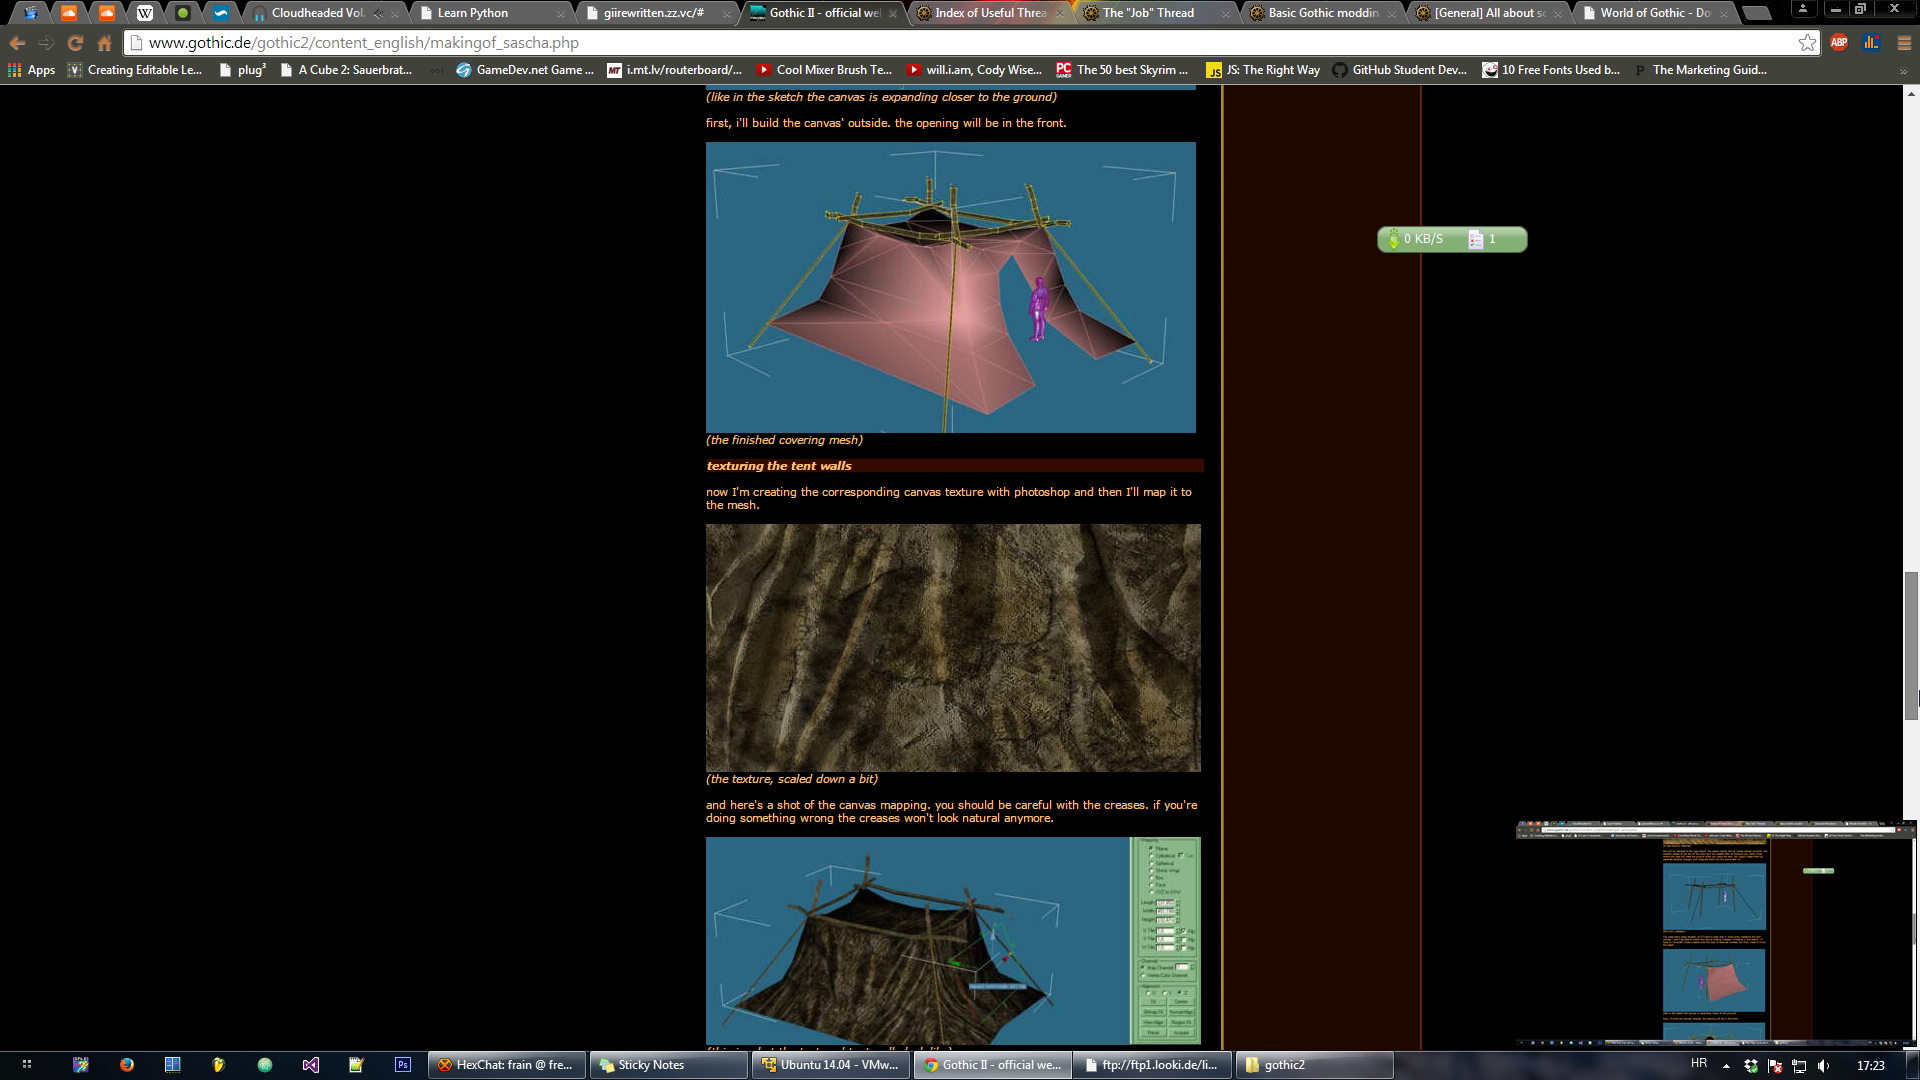 Cloudheaded Vol.
Learn Python
giirewritten.zz.vc/#
Gothic II - official wel
Index of Useful Threa
The "Job" Thread
Basic Gothic moddin
[General] All about sc
World of Gothic - Do
www.gothic.de/gothic2/content_english/makingof_sascha.php
ABP
Apps
Creating Editable Le...
plug³
A Cube 2: Sauerbrat...
GameDev.net Game ...
i.mt.lv/routerboard/...
Cool Mixer Brush Te...
will.i.am, Cody Wise...
The 50 best Skyrim ...
JS: The Right Way
GitHub Student Dev...
10 Free Fonts Used b...
The Marketing Guid...
(like in the sketch the canvas is expanding closer to the ground)
first, i'll build the canvas' outside. the opening will be in the front.
0 KB/S 1
(the finished covering mesh)
texturing the tent walls
now I'm creating the corresponding canvas texture with photoshop and then I'll map it to
the mesh.
(the texture, scaled down a bit)
and here's a shot of the canvas mapping. you should be careful with the creases. if you're
doing something wrong the creases won't look natural anymore.
HexChat: frain @ fre...
Sticky Notes
Ubuntu 14.04 - VMw...
Gothic II - official we...
ftp://ftp1.looki.de/li...
gothic2
HR
17:23